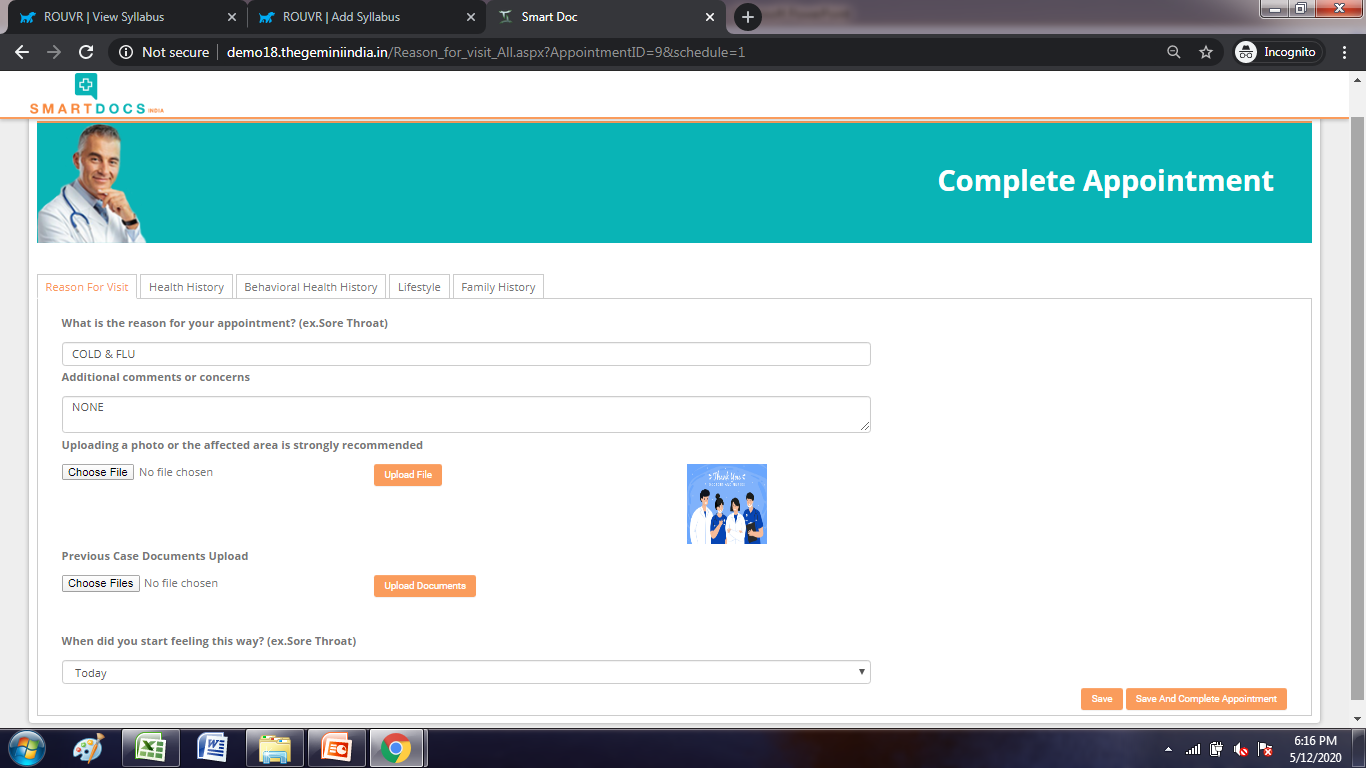 ROUVR | View Syllabus
ROUVR | Add Syllabus
Smart Doc
Not secure demo18.thegeminiindia.in/Reason_for_visit_All.aspx?AppointmentID=9&schedule=1
Incognito
SMARTDOCS INDIA
Complete Appointment
Reason For Visit
Health History
Behavioral Health History
Lifestyle
Family History
What is the reason for your appointment? (ex.Sore Throat)
COLD & FLU
Additional comments or concerns
NONE
Uploading a photo or the affected area is strongly recommended
Choose File No file chosen
Upload File
Thank You
Previous Case Documents Upload
Choose Files No file chosen
Upload Documents
When did you start feeling this way? (ex.Sore Throat)
Today
Save
Save And Complete Appointment
6:16 PM
5/12/2020